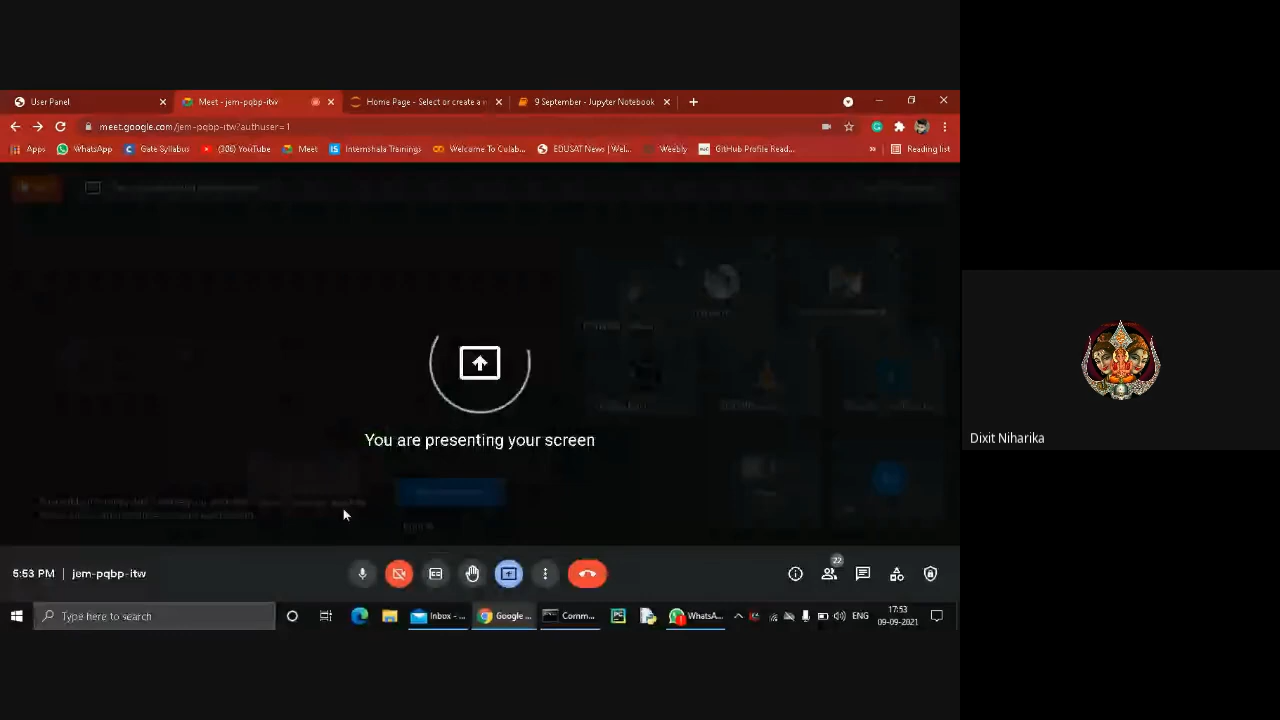 User Panel
Meet - jem-pqbp-itw
Home Page - Select or create a n
9 September - Jupyter Notebook
meet.google.com/jem-pqbp-itw?authuser=1
Apps
WhatsApp
Gate Syllabus
(306) YouTube
Meet
Internshala Trainings
Welcome To Colab...
EDUSAT News | Wel...
Weebly
GitHub Profile Read...
»
Reading list
You are presenting your screen
Dixit Niharika
5:53 PM | jem-pqbp-itw
22
Type here to search
Inbox - ...
Google ...
Comm...
WhatsA...
ENG
17:53
09-09-2021